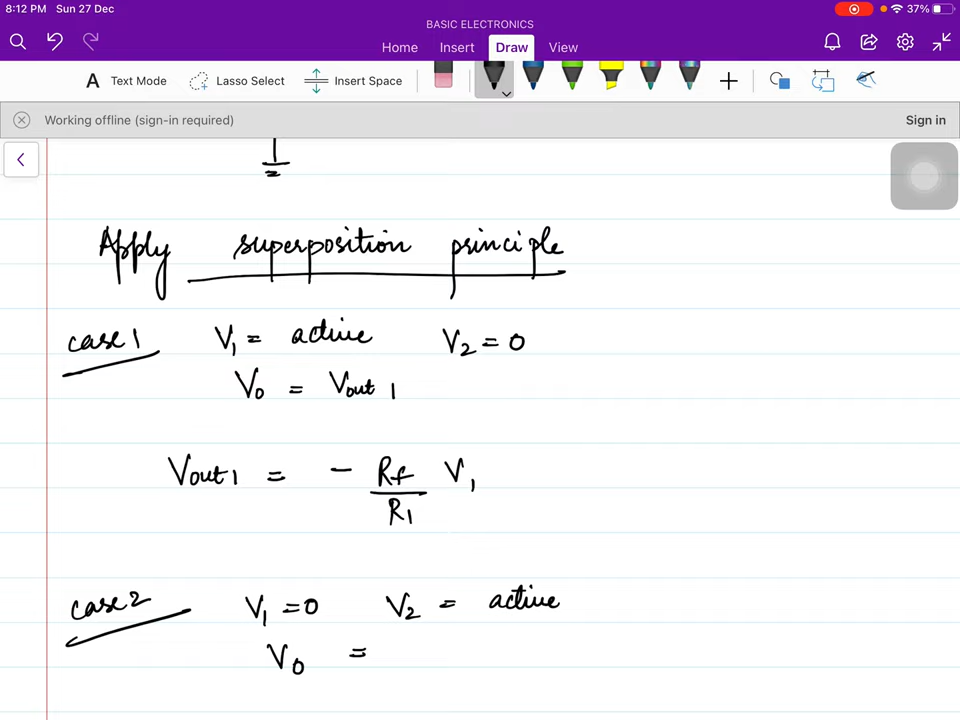 8:12 PM Sun 27 Dec 37%
BASIC ELECTRONICS
Home Insert Draw View
Text Mode Lasso Select Insert Space
Working offline (sign-in required) Sign in
Apply superposition principle
case 1 V1 = active V2 = 0
V0 = Vout 1
Vout 1 = - Rf/R1 V1
case 2 V1 = 0 V2 = active
V0 =